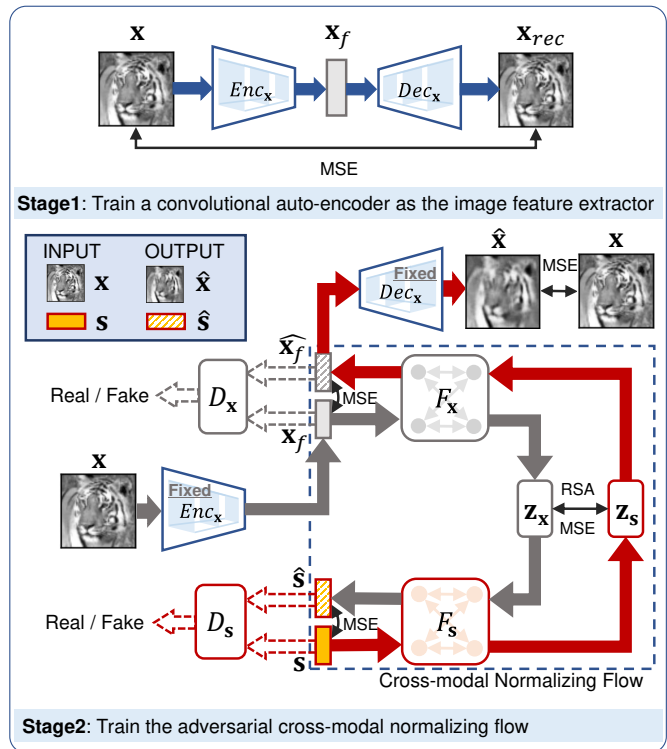 𝐱
𝐱_f
𝐱_rec
Enc_𝐱
Dec_𝐱
MSE
Stage1: Train a convolutional auto-encoder as the image feature extractor
INPUT OUTPUT
𝐱 𝐱̂
𝐬 𝐬̂
Fixed
Dec_𝐱
𝐱̂
MSE
𝐱
𝐱_f̂
Real / Fake
D_𝐱
MSE
F_𝐱
𝐱_f
𝐱
Fixed
Enc_𝐱
𝐳_𝐱
RSA
MSE
𝐳_𝐬
𝐬̂
Real / Fake
D_𝐬
MSE
F_𝐬
𝐬
Cross-modal Normalizing Flow
Stage2: Train the adversarial cross-modal normalizing flow